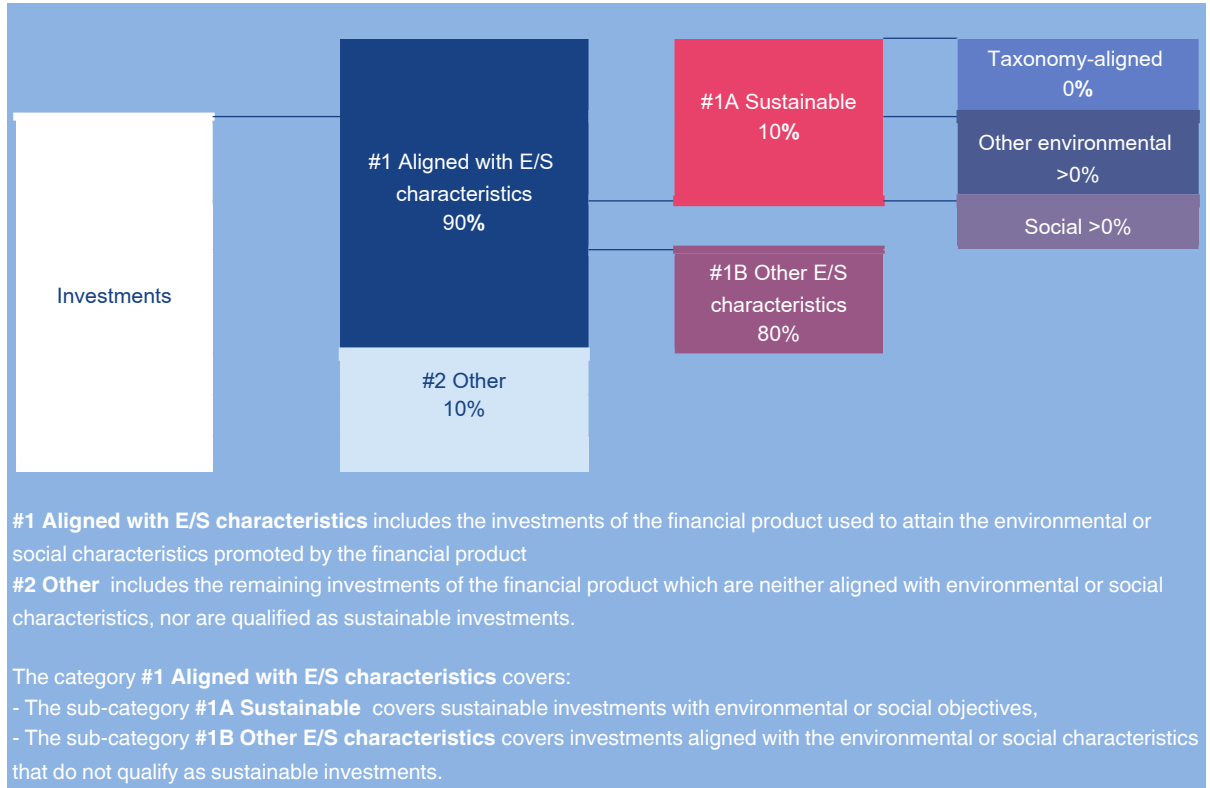 Investments
#1 Aligned with E/S
characteristics
90%
#2 Other
10%
#1A Sustainable
10%
#1B Other E/S
characteristics
80%
Taxonomy-aligned
0%
Other environmental
>0%
Social >0%
#1 Aligned with E/S characteristics includes the investments of the financial product used to attain the environmental or
social characteristics promoted by the financial product
#2 Other includes the remaining investments of the financial product which are neither aligned with environmental or social
characteristics, nor are qualified as sustainable investments.
The category #1 Aligned with E/S characteristics covers:
- The sub-category #1A Sustainable covers sustainable investments with environmental or social objectives,
- The sub-category #1B Other E/S characteristics covers investments aligned with the environmental or social characteristics
that do not qualify as sustainable investments.